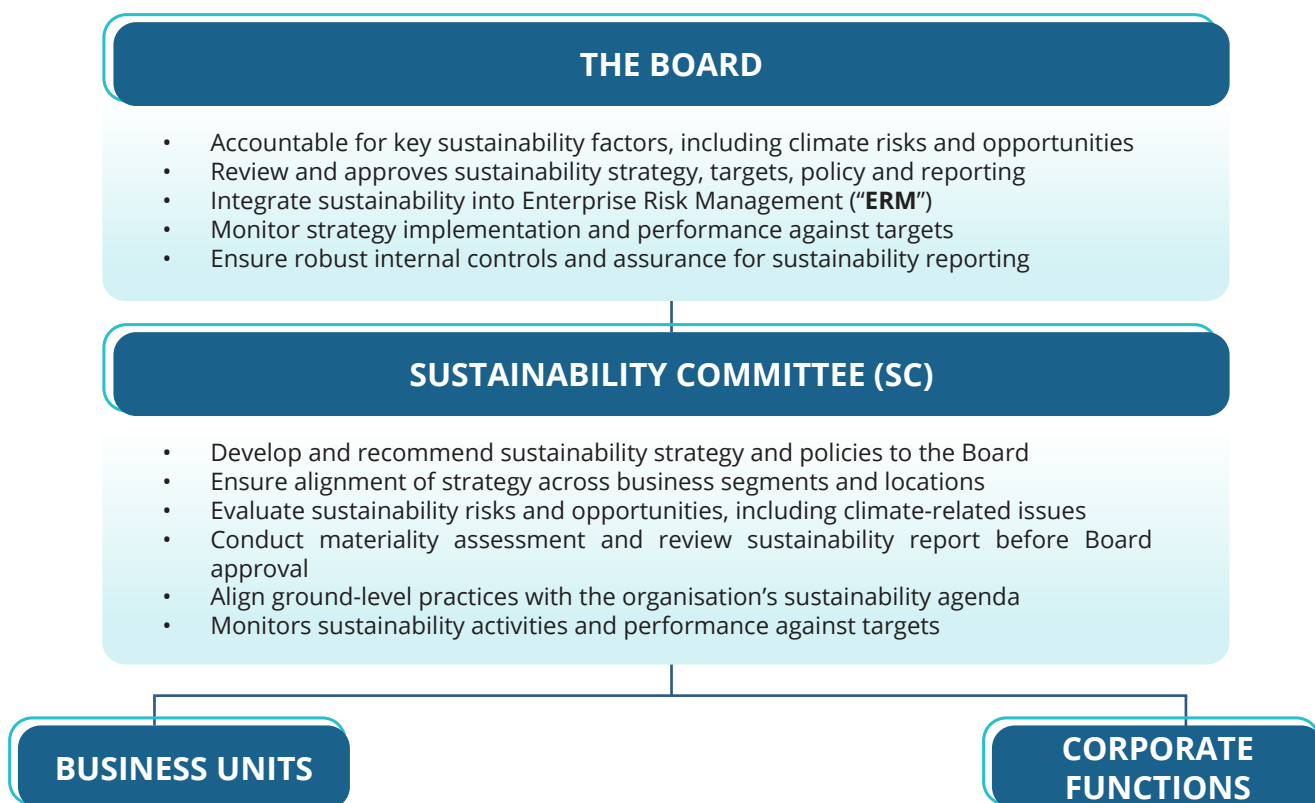 THE BOARD
• Accountable for key sustainability factors, including climate risks and opportunities
• Review and approves sustainability strategy, targets, policy and reporting
• Integrate sustainability into Enterprise Risk Management (“ERM”)
• Monitor strategy implementation and performance against targets
• Ensure robust internal controls and assurance for sustainability reporting
SUSTAINABILITY COMMITTEE (SC)
• Develop and recommend sustainability strategy and policies to the Board
• Ensure alignment of strategy across business segments and locations
• Evaluate sustainability risks and opportunities, including climate-related issues
• Conduct materiality assessment and review sustainability report before Board
approval
• Align ground-level practices with the organisation’s sustainability agenda
• Monitors sustainability activities and performance against targets
BUSINESS UNITS
CORPORATE
FUNCTIONS